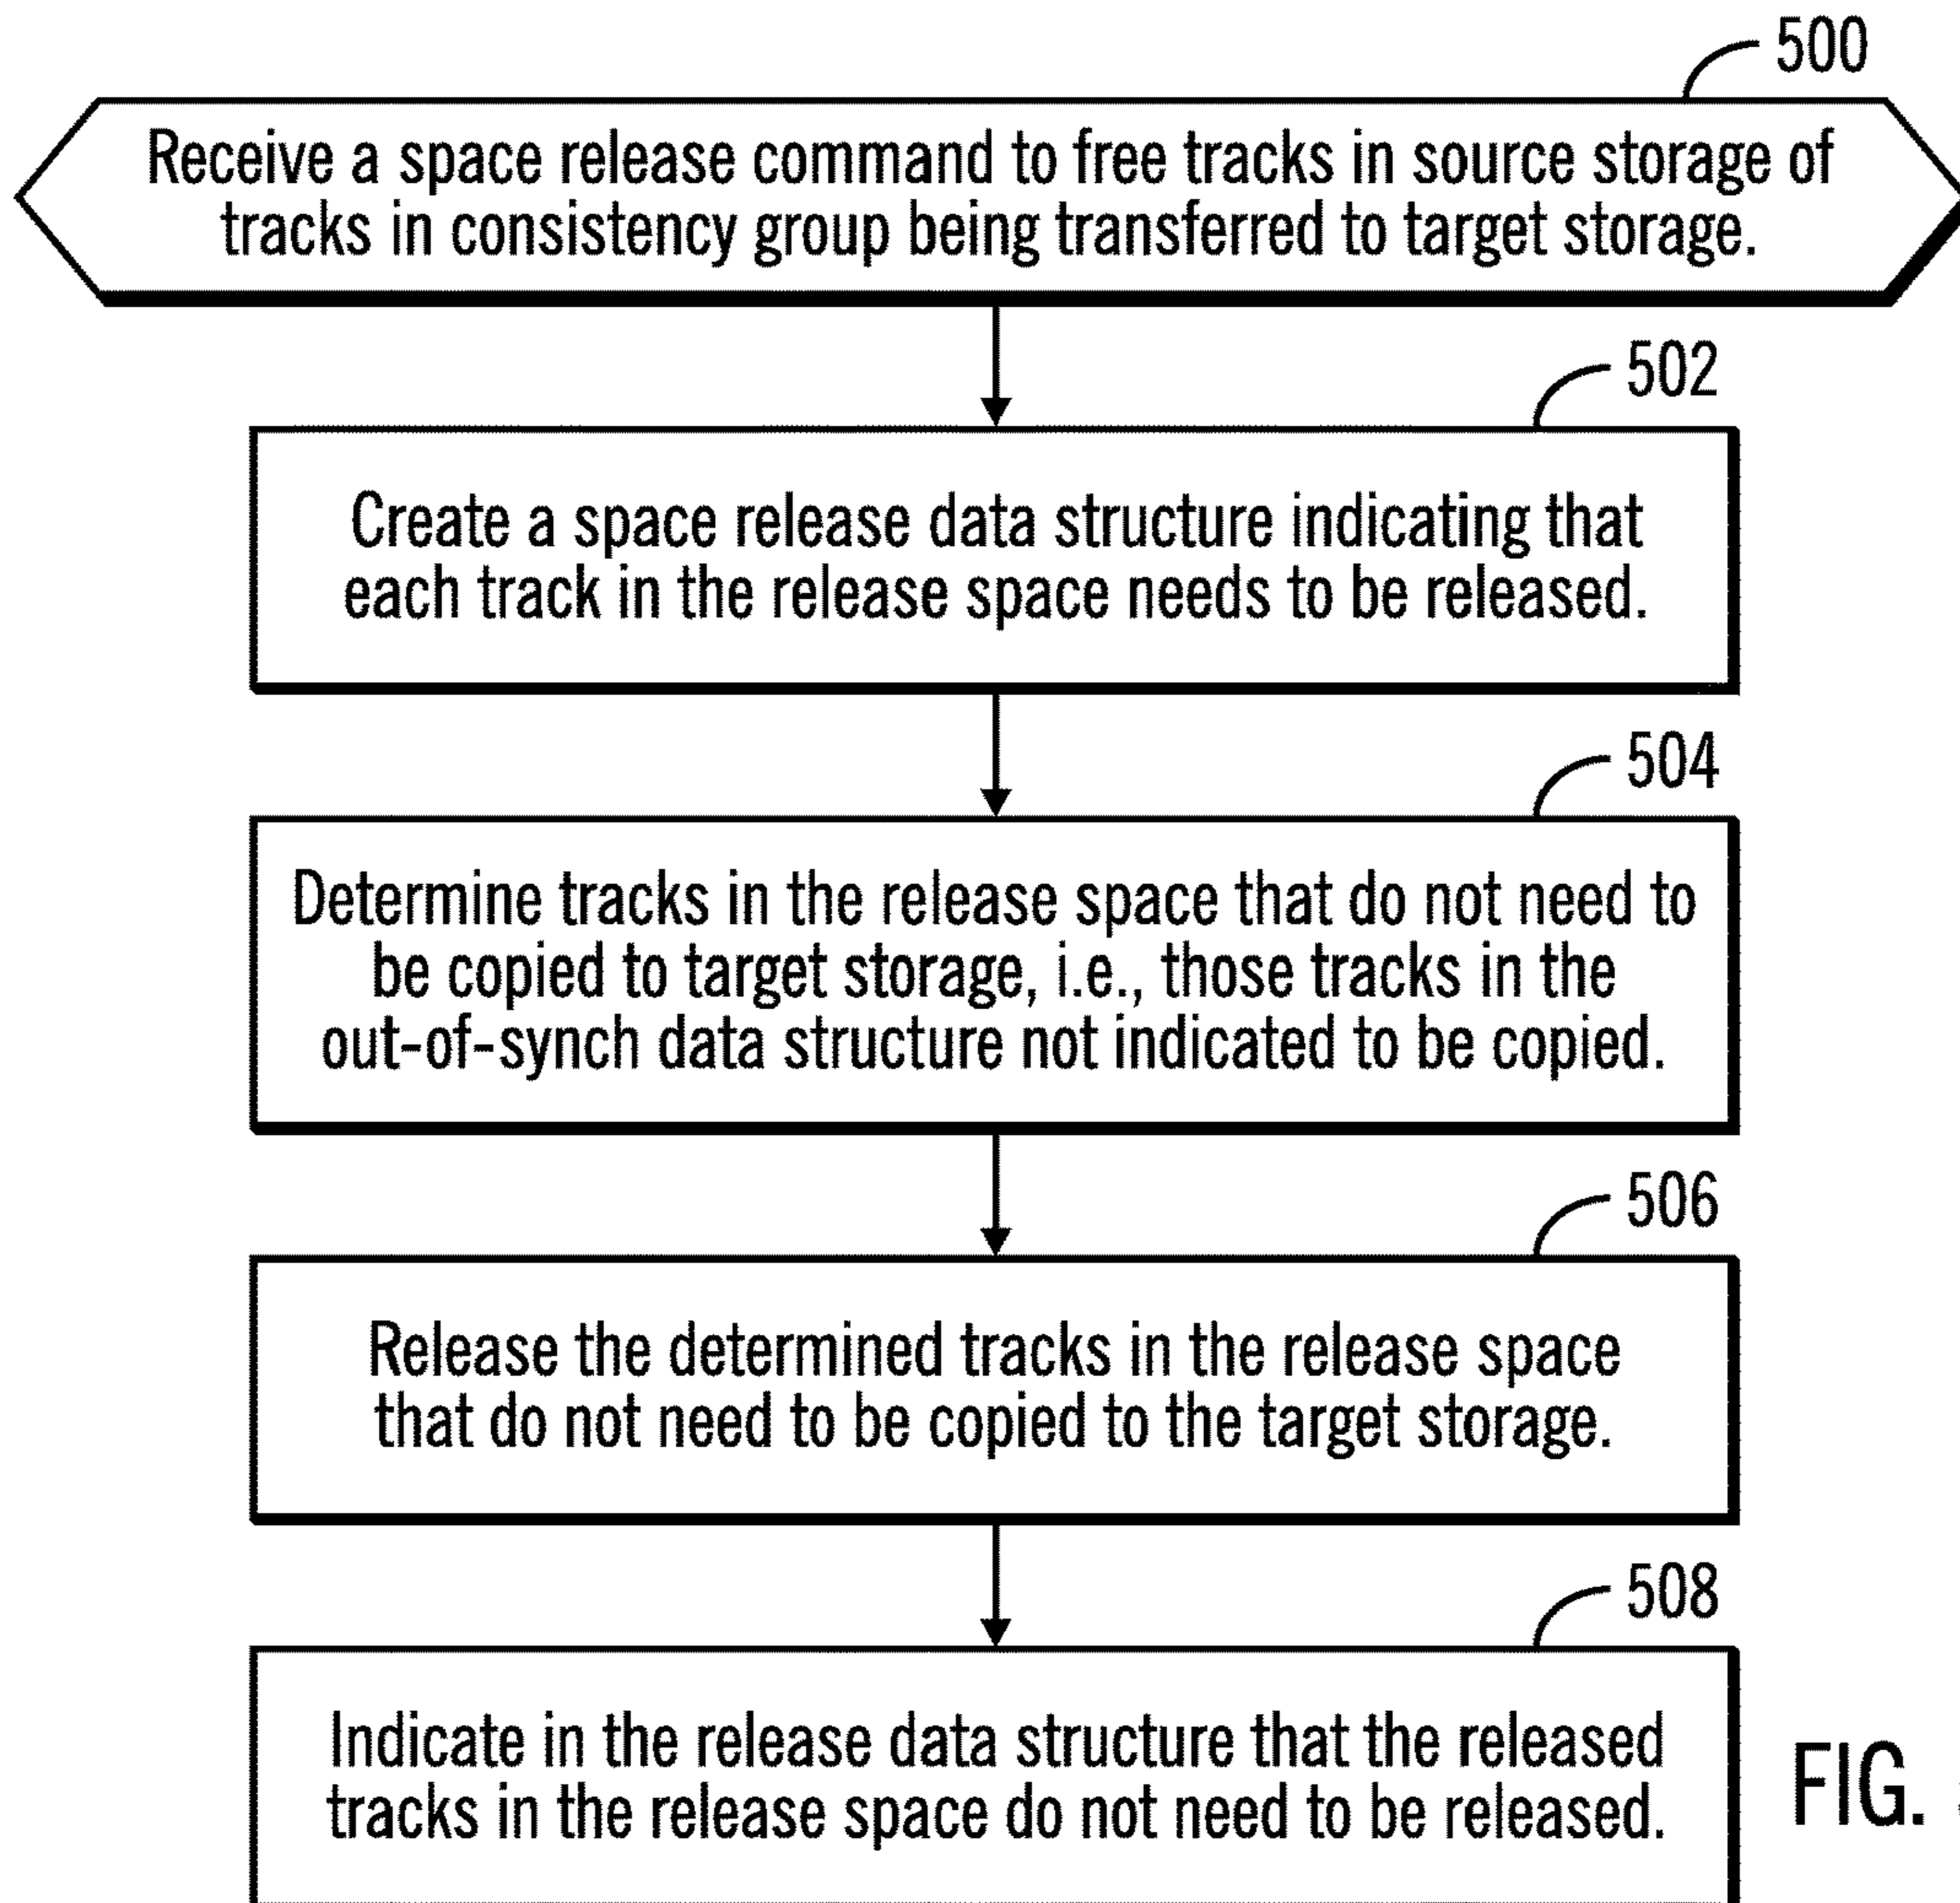 500
Receive a space release command to free tracks in source storage of
tracks in consistency group being transferred to target storage.
502
Create a space release data structure indicating that
each track in the release space needs to be released.
504
Determine tracks in the release space that do not need to
be copied to target storage, i.e., those tracks in the
out-of-synch data structure not indicated to be copied.
506
Release the determined tracks in the release space
that do not need to be copied to the target storage.
508
Indicate in the release data structure that the released
tracks in the release space do not need to be released.
FIG.